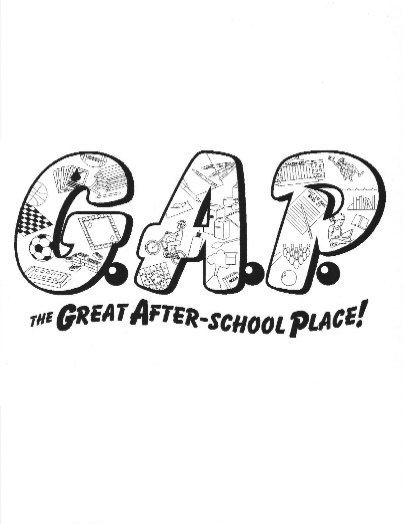 G.A.P.
THE GREAT AFTER-SCHOOL PLACE!